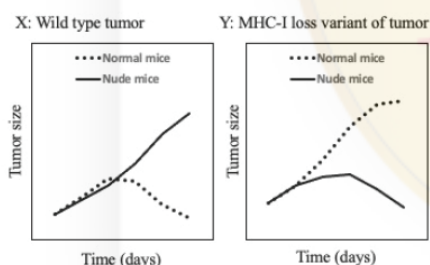 X: Wild type tumor
Normal mice
Nude mice
Tumor size
Time (days)
Y: MHC-I loss variant of tumor
Normal mice
Nude mice
Tumor size
Time (days)